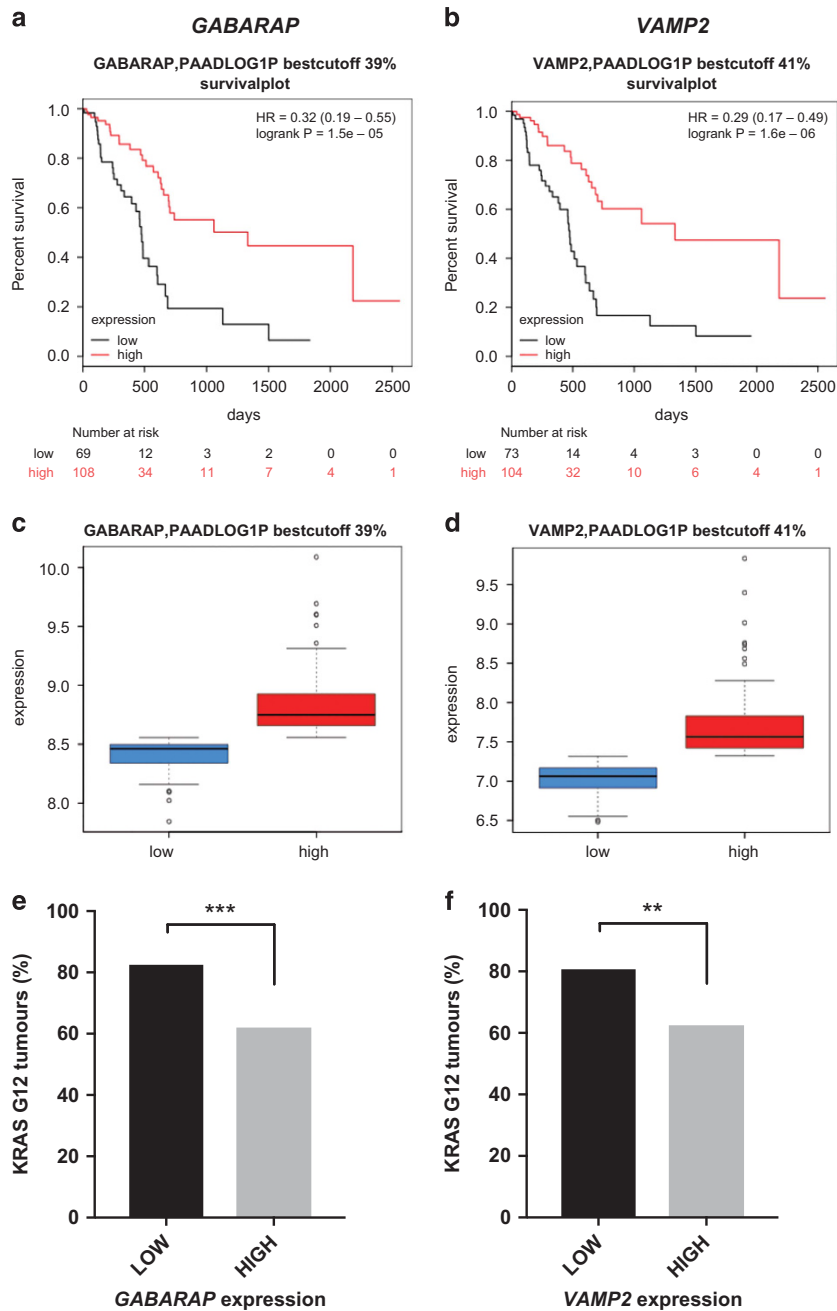 a
GABARAP
GABARAP,PAADLOG1P bestcutoff 39%
survivalplot
HR = 0.32 (0.19 – 0.55)
logrank P = 1.5e – 05
Percent survival
1.0
0.8
0.6
0.4
0.2
0.0
expression
low
high
0 500 1000 1500 2000 2500
days
Number at risk
low 69 12 3 2 0 0
high 108 34 11 7 4 1
b
VAMP2
VAMP2,PAADLOG1P bestcutoff 41%
survivalplot
HR = 0.29 (0.17 – 0.49)
logrank P = 1.6e – 06
Percent survival
1.0
0.8
0.6
0.4
0.2
0.0
expression
low
high
0 500 1000 1500 2000 2500
days
Number at risk
low 73 14 4 3 0 0
high 104 32 10 6 4 1
c
GABARAP,PAADLOG1P bestcutoff 39%
expression
10.0
9.5
9.0
8.5
8.0
low high
d
VAMP2,PAADLOG1P bestcutoff 41%
expression
9.5
9.0
8.5
8.0
7.5
7.0
6.5
low high
e
KRAS G12 tumours (%)
100
80
60
40
20
0
***
LOW HIGH
GABARAP expression
f
KRAS G12 tumours (%)
100
80
60
40
20
0
**
LOW HIGH
VAMP2 expression